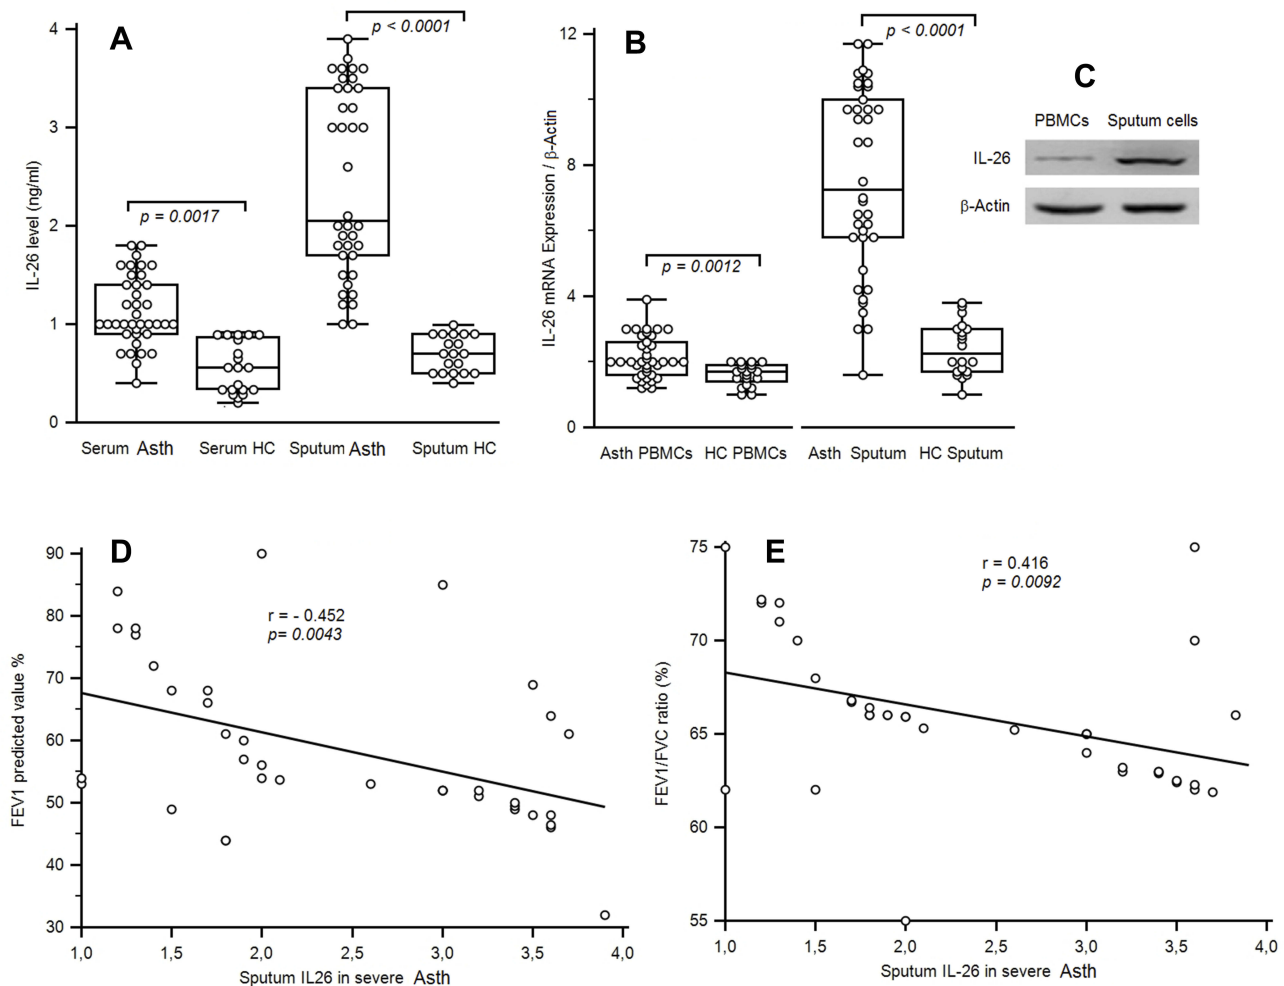 A
p < 0.0001
p = 0.0017
IL-26 level (ng/ml)
4
3
2
1
0
Serum Asth
Serum HC
Sputum Asth
Sputum HC
B
p < 0.0001
p = 0.0012
IL-26 mRNA Expression / β-Actin
12
8
4
0
Asth PBMCs
HC PBMCs
Asth Sputum
HC Sputum
C
PBMCs Sputum cells
IL-26
β-Actin
D
r = - 0.452
p= 0.0043
FEV1 predicted value %
90
80
70
60
50
40
30
1,0 1,5 2,0 2,5 3,0 3,5 4,0
Sputum IL26 in severe Asth
E
r = 0.416
p = 0.0092
FEV1/FVC ratio (%)
75
70
65
60
55
1,0 1,5 2,0 2,5 3,0 3,5 4,0
Sputum IL-26 in severe Asth